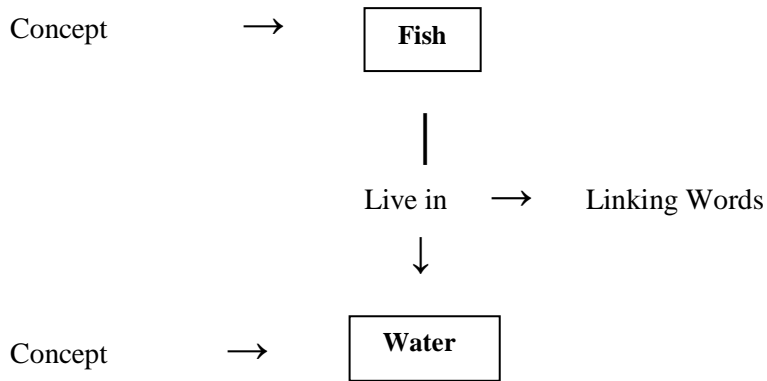 Concept → Fish
Live in → Linking Words
↓
Concept → Water